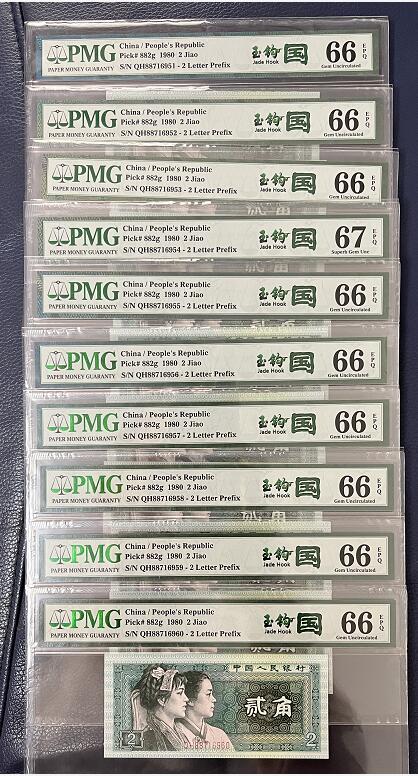 PMG
PAPER MONEY GUARANTY
China / People's Republic
Pick# 882g 1980 2 Jiao
S/N QH88716951 - 2 Letter Prefix
玉钩国
Jade Hook
66 EPQ
Gem Uncirculated
PMG
PAPER MONEY GUARANTY
China / People's Republic
Pick# 882g 1980 2 Jiao
S/N QH88716952 - 2 Letter Prefix
玉钩国
Jade Hook
66 EPQ
Gem Uncirculated
PMG
PAPER MONEY GUARANTY
China / People's Republic
Pick# 882g 1980 2 Jiao
S/N QH88716953 - 2 Letter Prefix
玉钩国
Jade Hook
66 EPQ
Gem Uncirculated
PMG
PAPER MONEY GUARANTY
China / People's Republic
Pick# 882g 1980 2 Jiao
S/N QH88716954 - 2 Letter Prefix
玉钩国
Jade Hook
67 EPQ
Superb Gem Unc
PMG
PAPER MONEY GUARANTY
China / People's Republic
Pick# 882g 1980 2 Jiao
S/N QH88716955 - 2 Letter Prefix
玉钩国
Jade Hook
66 EPQ
Gem Uncirculated
PMG
PAPER MONEY GUARANTY
China / People's Republic
Pick# 882g 1980 2 Jiao
S/N QH88716956 - 2 Letter Prefix
玉钩国
Jade Hook
66 EPQ
Gem Uncirculated
PMG
PAPER MONEY GUARANTY
China / People's Republic
Pick# 882g 1980 2 Jiao
S/N QH88716957 - 2 Letter Prefix
玉钩国
Jade Hook
66 EPQ
Gem Uncirculated
PMG
PAPER MONEY GUARANTY
China / People's Republic
Pick# 882g 1980 2 Jiao
S/N QH88716958 - 2 Letter Prefix
玉钩国
Jade Hook
66 EPQ
Gem Uncirculated
PMG
PAPER MONEY GUARANTY
China / People's Republic
Pick# 882g 1980 2 Jiao
S/N QH88716959 - 2 Letter Prefix
玉钩国
Jade Hook
66 EPQ
Gem Uncirculated
PMG
PAPER MONEY GUARANTY
China / People's Republic
Pick# 882g 1980 2 Jiao
S/N QH88716960 - 2 Letter Prefix
玉钩国
Jade Hook
66 EPQ
Gem Uncirculated
中国人民银行
贰角
2
QH88716960
2